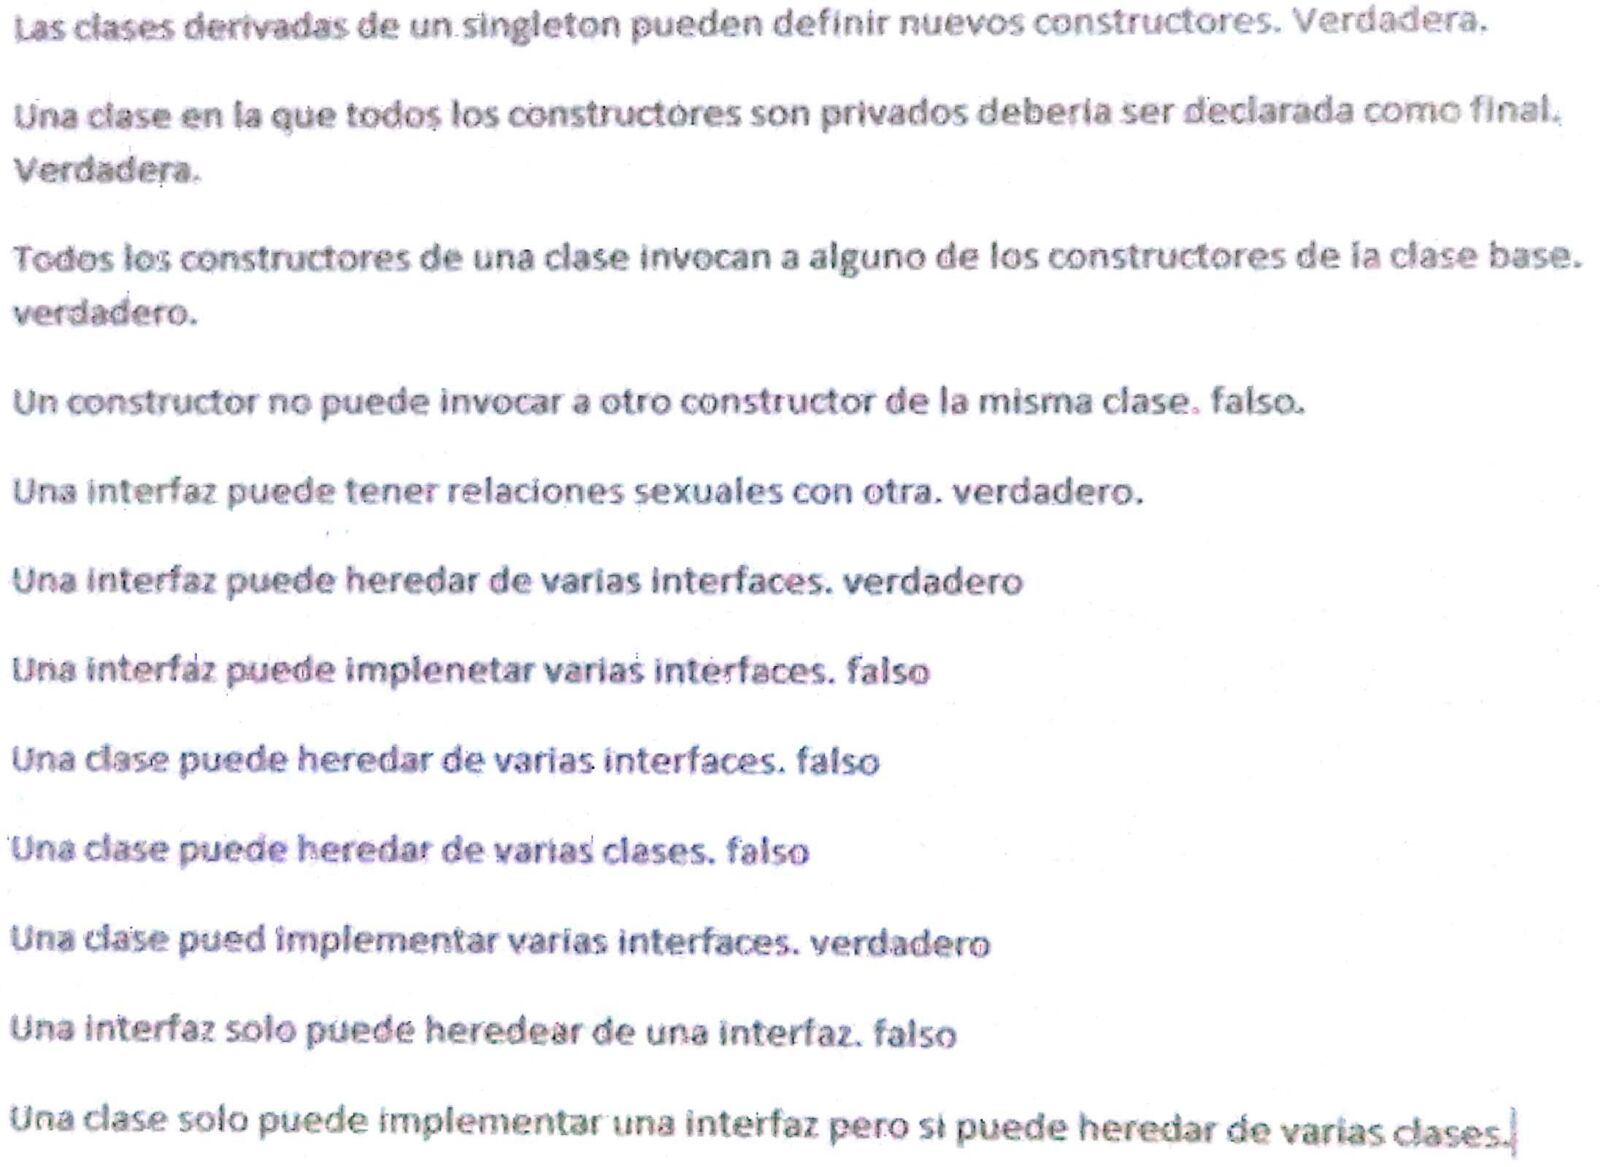 Las clases derivadas de un singleton pueden definir nuevos constructores. Verdadera.
Una clase en la que todos los constructores son privados debería ser declarada como final.
Verdadera.
Todos los constructores de una clase invocan a alguno de los constructores de la clase base.
verdadero.
Un constructor no puede invocar a otro constructor de la misma clase. falso.
Una interfaz puede tener relaciones sexuales con otra. verdadero.
Una interfaz puede heredar de varias interfaces. verdadero
Una interfaz puede implenetar varias interfaces. falso
Una clase puede heredar de varias interfaces. falso
Una clase puede heredar de varias clases. falso
Una clase pued implementar varias interfaces. verdadero
Una interfaz solo puede heredear de una interfaz. falso
Una clase solo puede implementar una interfaz pero si puede heredar de varias clases.